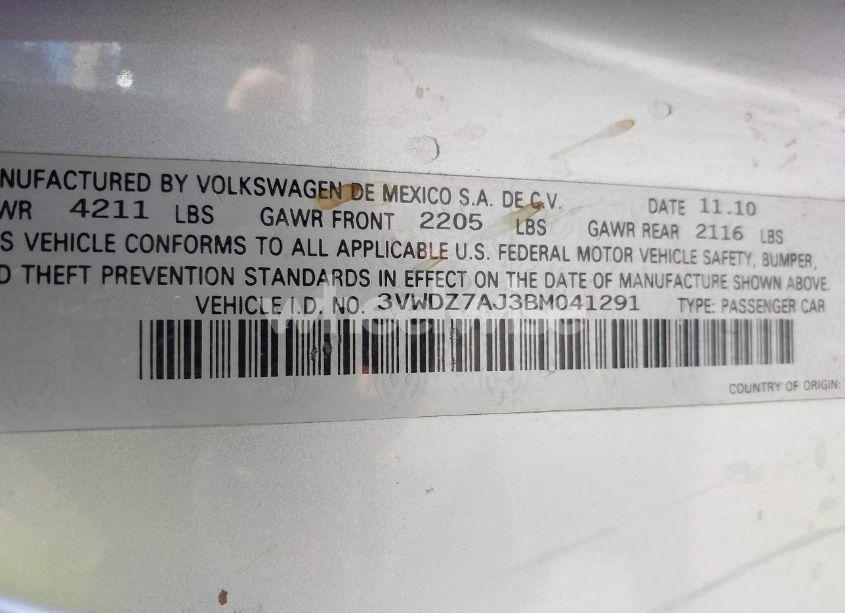 NUFACTURED BY VOLKSWAGEN DE MEXICO S.A. DE C.V. DATE 11.10
WR 4211 LBS GAWR FRONT 2205 LBS GAWR REAR 2116 LBS
S VEHICLE CONFORMS TO ALL APPLICABLE U.S. FEDERAL MOTOR VEHICLE SAFETY, BUMPER,
D THEFT PREVENTION STANDARDS IN EFFECT ON THE DATE OF MANUFACTURE SHOWN ABOVE.
VEHICLE I.D. NO. 3VWDZ7AJ3BM041291 TYPE: PASSENGER CAR
COUNTRY OF ORIGIN: